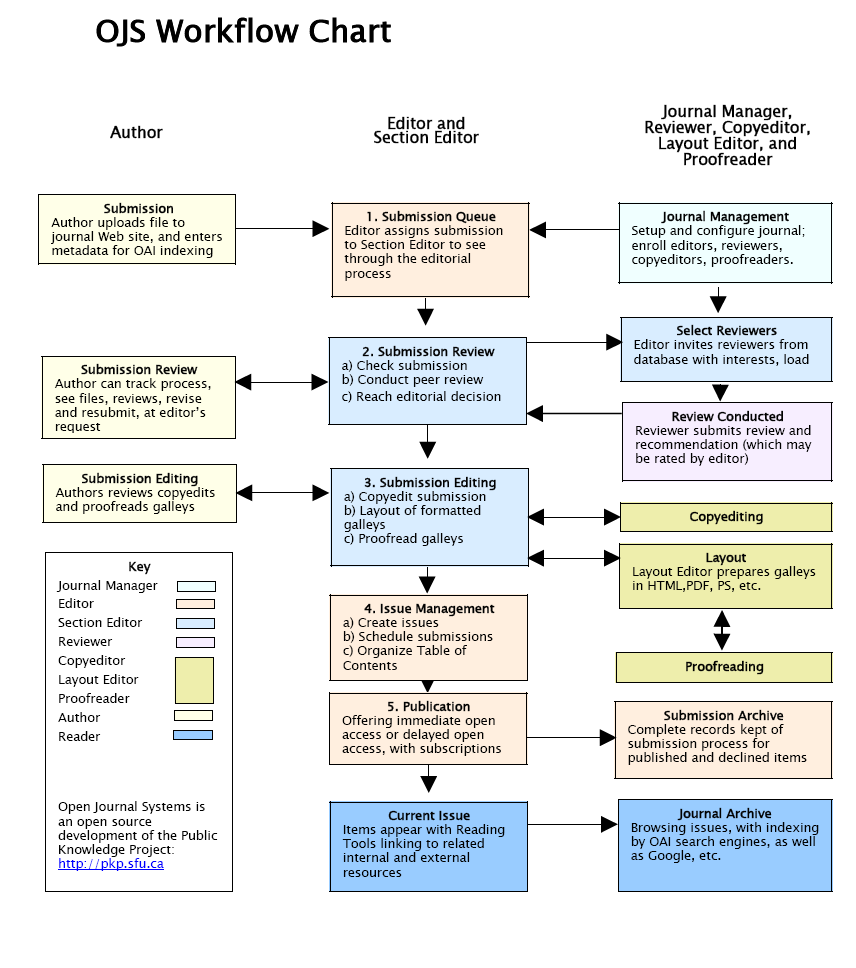 OJS Workflow Chart
Author
Editor and
Section Editor
Journal Manager,
Reviewer, Copyeditor,
Layout Editor, and
Proofreader
Submission
Author uploads file to
journal Web site, and enters
metadata for OAI indexing
1. Submission Queue
Editor assigns submission
to Section Editor to see
through the editorial
process
Journal Management
Setup and configure journal;
enroll editors, reviewers,
copyeditors, proofreaders.
Select Reviewers
Editor invites reviewers from
database with interests, load
2. Submission Review
a) Check submission
b) Conduct peer review
c) Reach editorial decision
Submission Review
Author can track process,
see files, reviews, revise
and resubmit, at editor's
request
Review Conducted
Reviewer submits review and
recommendation (which may
be rated by editor)
Submission Editing
Authors reviews copyedits
and proofreads galleys
3. Submission Editing
a) Copyedit submission
b) Layout of formatted
galleys
c) Proofread galleys
Copyediting
Layout
Layout Editor prepares galleys
in HTML,PDF, PS, etc.
Proofreading
4. Issue Management
a) Create issues
b) Schedule submissions
c) Organize Table of
Contents
5. Publication
Offering immediate open
access or delayed open
access, with subscriptions
Submission Archive
Complete records kept of
submission process for
published and declined items
Current Issue
Items appear with Reading
Tools linking to related
internal and external
resources
Journal Archive
Browsing issues, with indexing
by OAI search engines, as well
as Google, etc.
Key
Journal Manager
Editor
Section Editor
Reviewer
Copyeditor
Layout Editor
Proofreader
Author
Reader
Open Journal Systems is
an open source
development of the Public
Knowledge Project:
http://pkp.sfu.ca